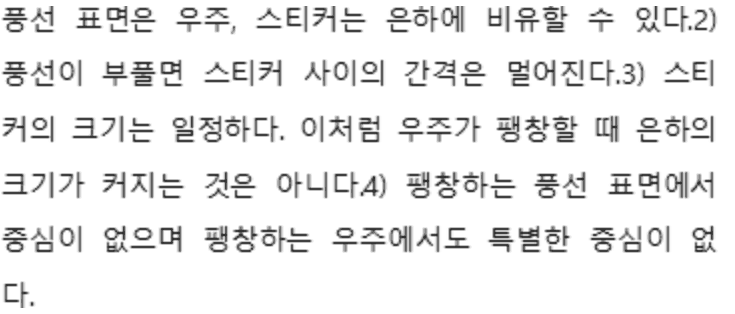 풍선 표면은 우주, 스티커는 은하에 비유할 수 있다.2)
풍선이 부풀면 스티커 사이의 간격은 멀어진다.3) 스티
커의 크기는 일정하다. 이처럼 우주가 팽창할 때 은하의
크기가 커지는 것은 아니다.4) 팽창하는 풍선 표면에서
중심이 없으며 팽창하는 우주에서도 특별한 중심이 없
다.